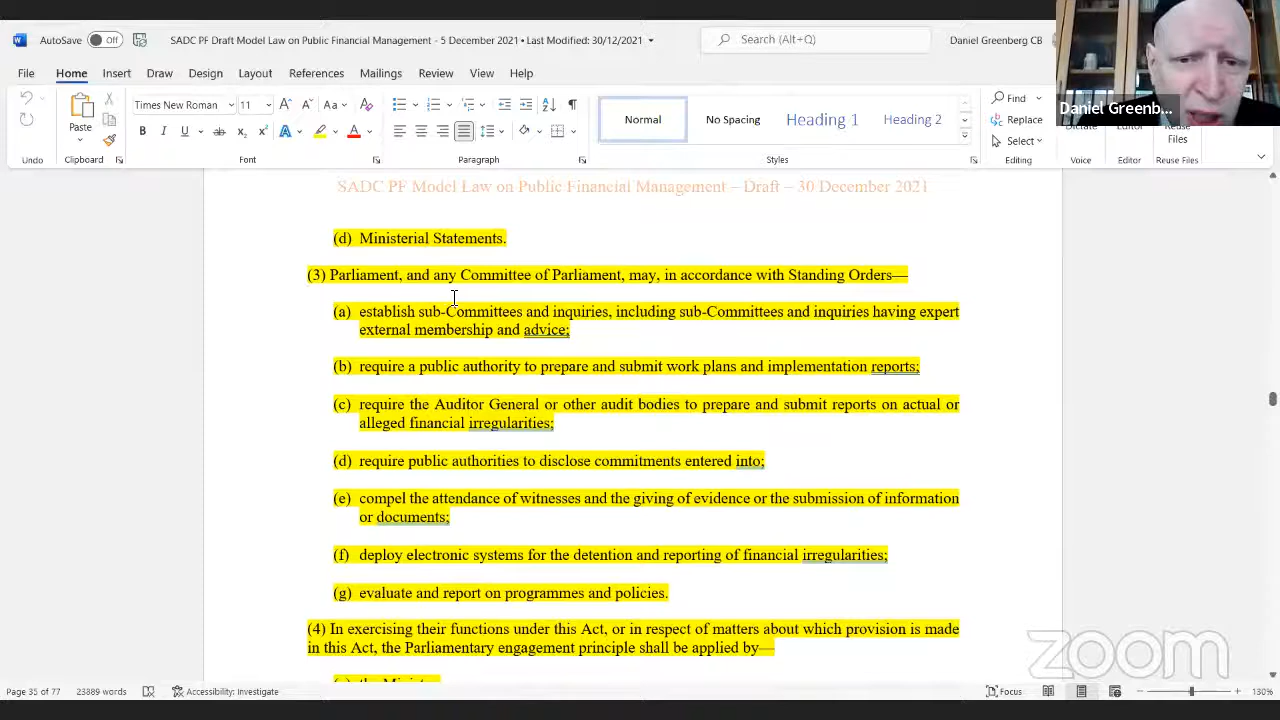 AutoSave Off SADC PF Draft Model Law on Public Financial Management - 5 December 2021 • Last Modified: 30/12/2021 Search (Alt+Q) Daniel Greenberg CB
File Home Insert Draw Design Layout References Mailings Review View Help
Daniel Greenb...
Paste Times New Roman 11 Normal No Spacing Heading 1 Heading 2 Find Replace Select Dictate Editor Reuse Files
Undo Clipboard Font Paragraph Styles Editing Voice Editor Reuse Files
SADC PF Model Law on Public Financial Management – Draft – 30 December 2021
(d) Ministerial Statements.
(3) Parliament, and any Committee of Parliament, may, in accordance with Standing Orders—
(a) establish sub-Committees and inquiries, including sub-Committees and inquiries having expert
external membership and advice;
(b) require a public authority to prepare and submit work plans and implementation reports;
(c) require the Auditor General or other audit bodies to prepare and submit reports on actual or
alleged financial irregularities;
(d) require public authorities to disclose commitments entered into;
(e) compel the attendance of witnesses and the giving of evidence or the submission of information
or documents;
(f) deploy electronic systems for the detention and reporting of financial irregularities;
(g) evaluate and report on programmes and policies.
(4) In exercising their functions under this Act, or in respect of matters about which provision is made
in this Act, the Parliamentary engagement principle shall be applied by—
zoom
Page 35 of 77 23889 words Accessibility: Investigate Focus 130%